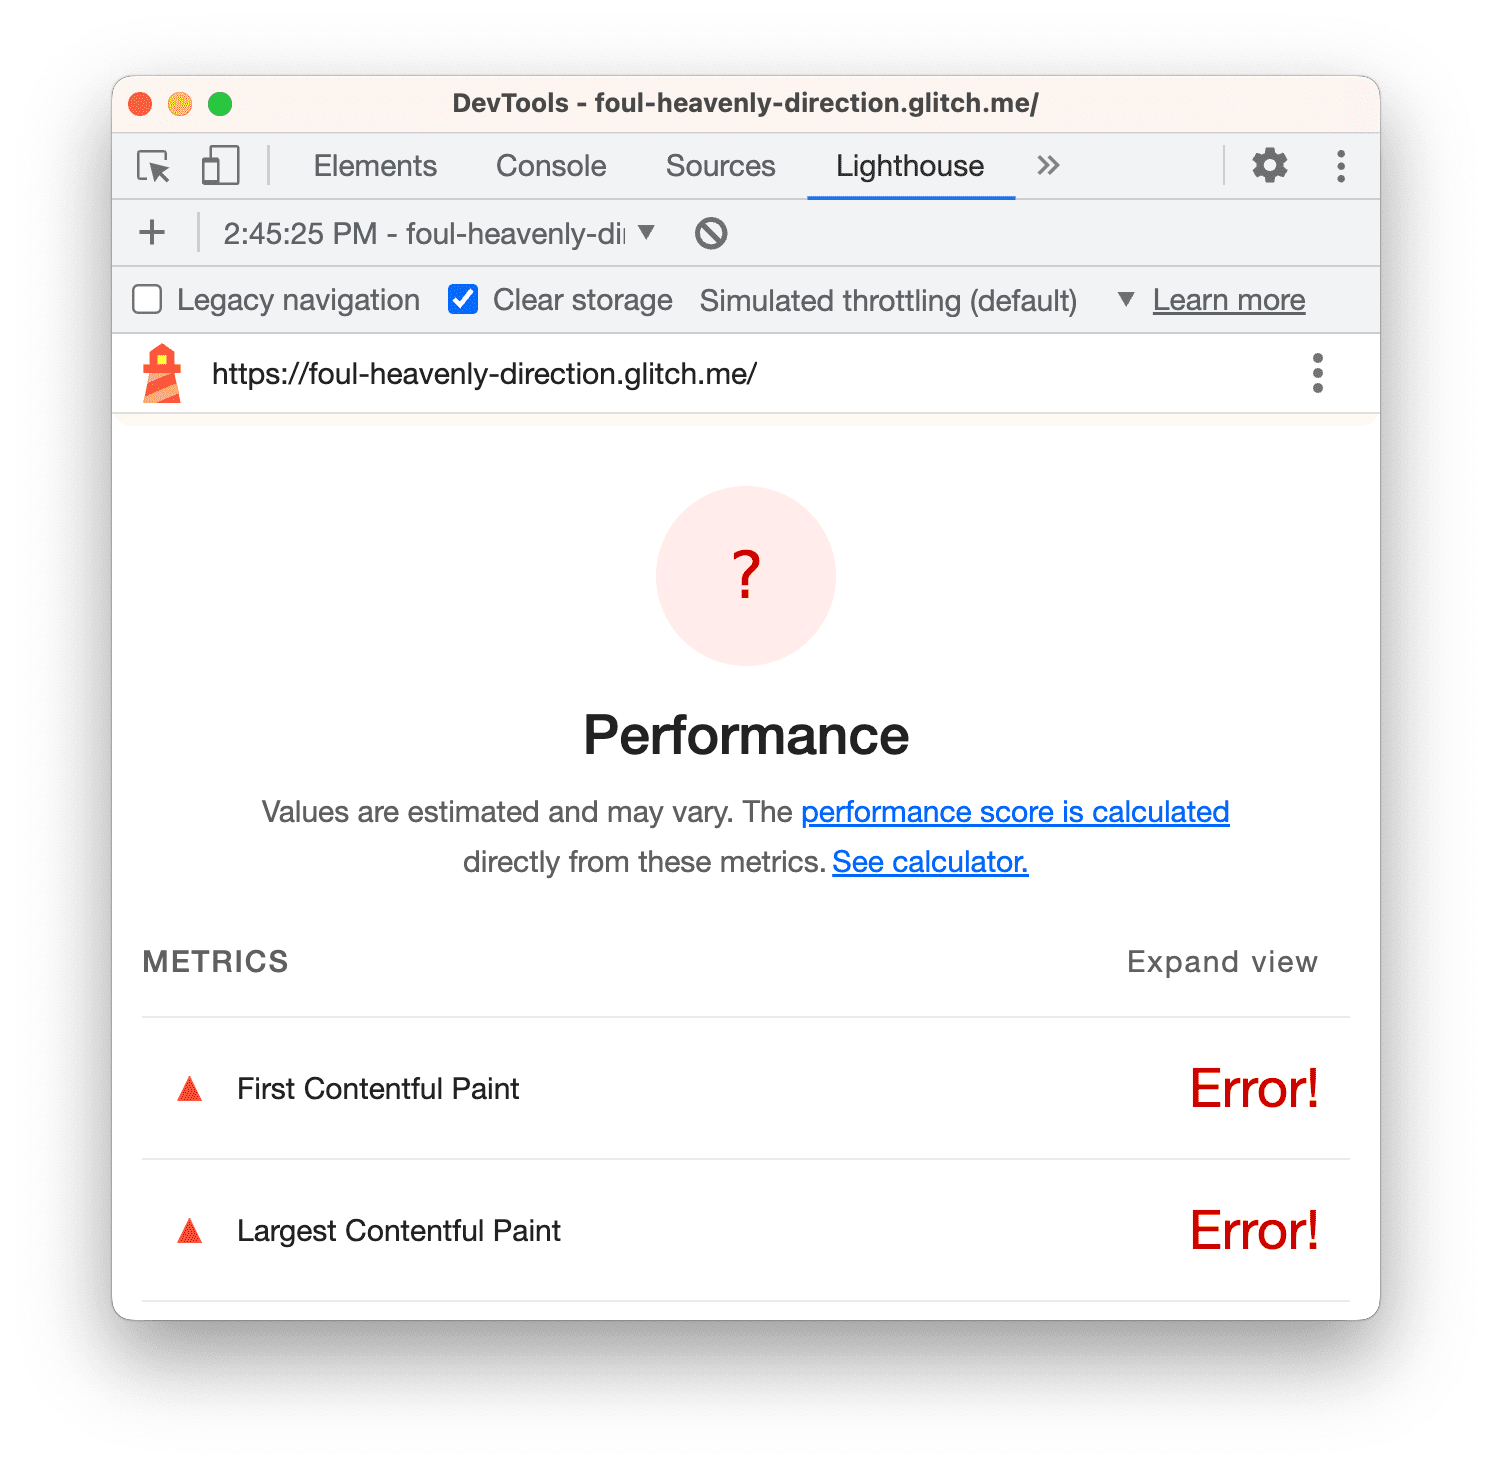 DevTools - foul-heavenly-direction.glitch.me/
Elements Console Sources Lighthouse
2:45:25 PM - foul-heavenly-di
Legacy navigation Clear storage Simulated throttling (default) Learn more
https://foul-heavenly-direction.glitch.me/
?
Performance
Values are estimated and may vary. The performance score is calculated
directly from these metrics. See calculator.
METRICS Expand view
First Contentful Paint Error!
Largest Contentful Paint Error!